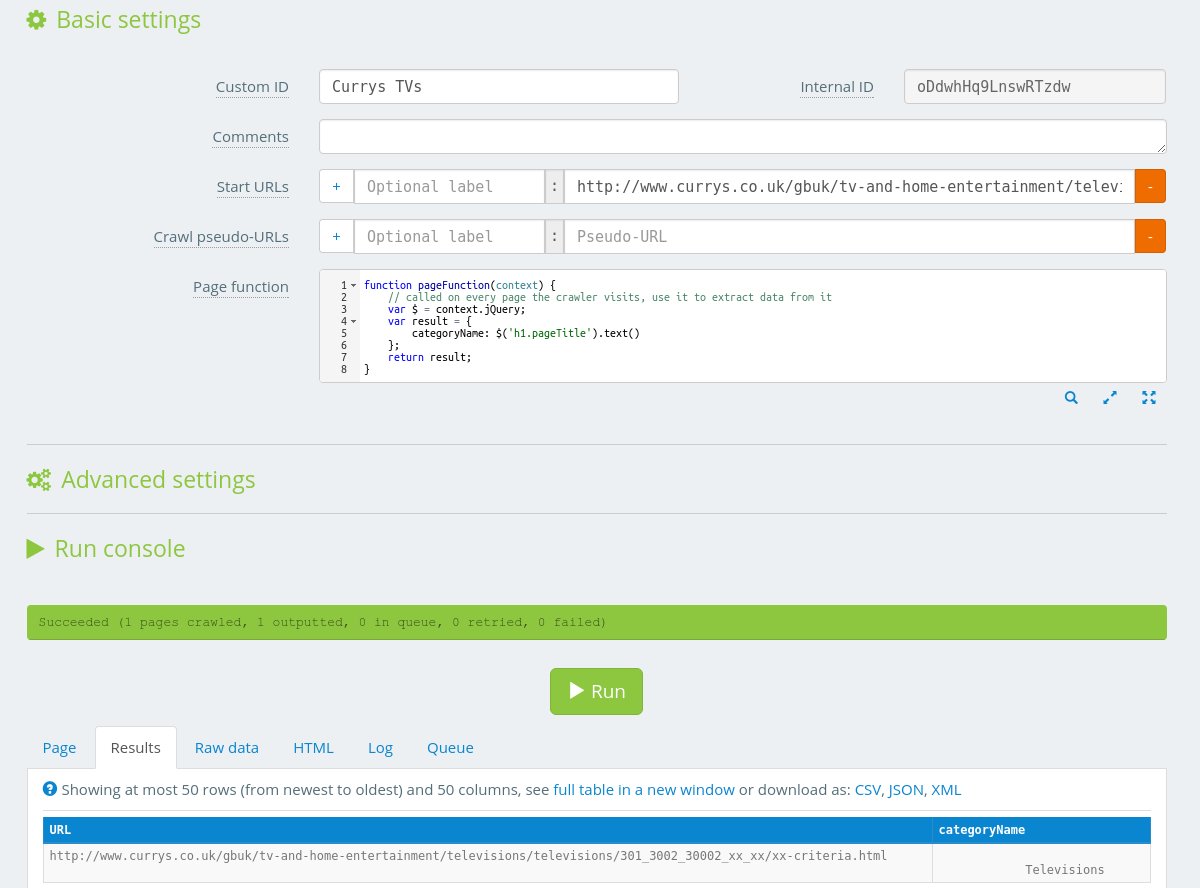 Basic settings
Custom ID Currys TVs Internal ID oDdwhHq9LnswRTzdw
Comments
Start URLs + Optional label : http://www.currys.co.uk/gbuk/tv-and-home-entertainment/televi -
Crawl pseudo-URLs + Optional label : Pseudo-URL -
Page function
1 function pageFunction(context) {
2 // called on every page the crawler visits, use it to extract data from it
3 var $ = context.jQuery;
4 var result = {
5 categoryName: $('h1.pageTitle').text()
6 };
7 return result;
8 }
Advanced settings
Run console
Succeeded (1 pages crawled, 1 outputted, 0 in queue, 0 retried, 0 failed)
Run
Page Results Raw data HTML Log Queue
Showing at most 50 rows (from newest to oldest) and 50 columns, see full table in a new window or download as: CSV, JSON, XML
URL categoryName
http://www.currys.co.uk/gbuk/tv-and-home-entertainment/televisions/televisions/301_3002_30002_xx_xx/xx-criteria.html
Televisions